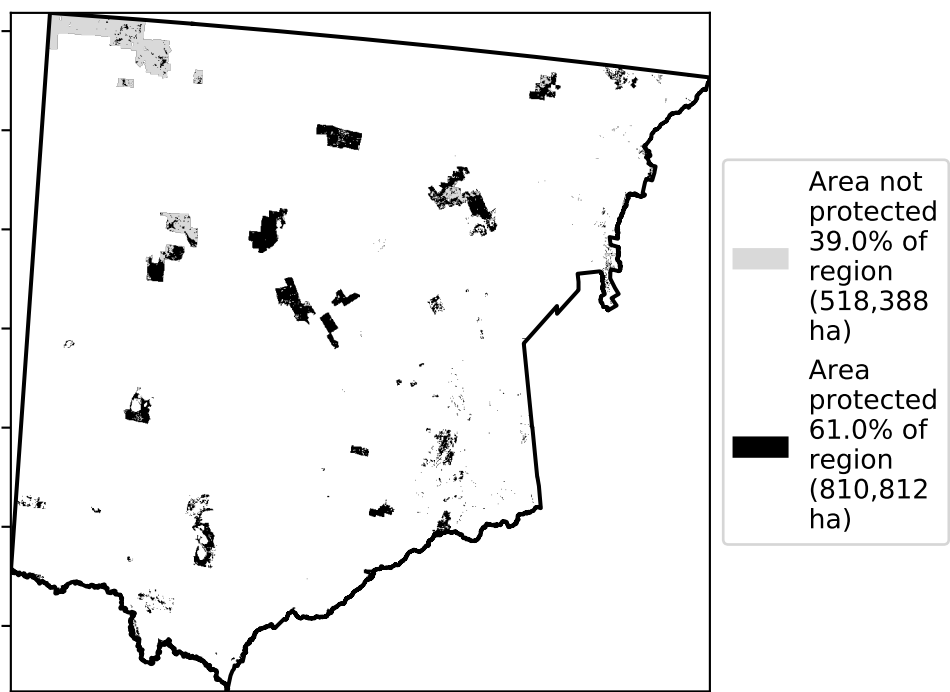 Area not
protected
39.0% of
region
(518,388
ha)
Area
protected
61.0% of
region
(810,812
ha)